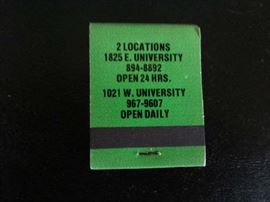 2 LOCATIONS
1825 E. UNIVERSITY
894-8892
OPEN 24 HRS.
1021 W. UNIVERSITY
967-9607
OPEN DAILY